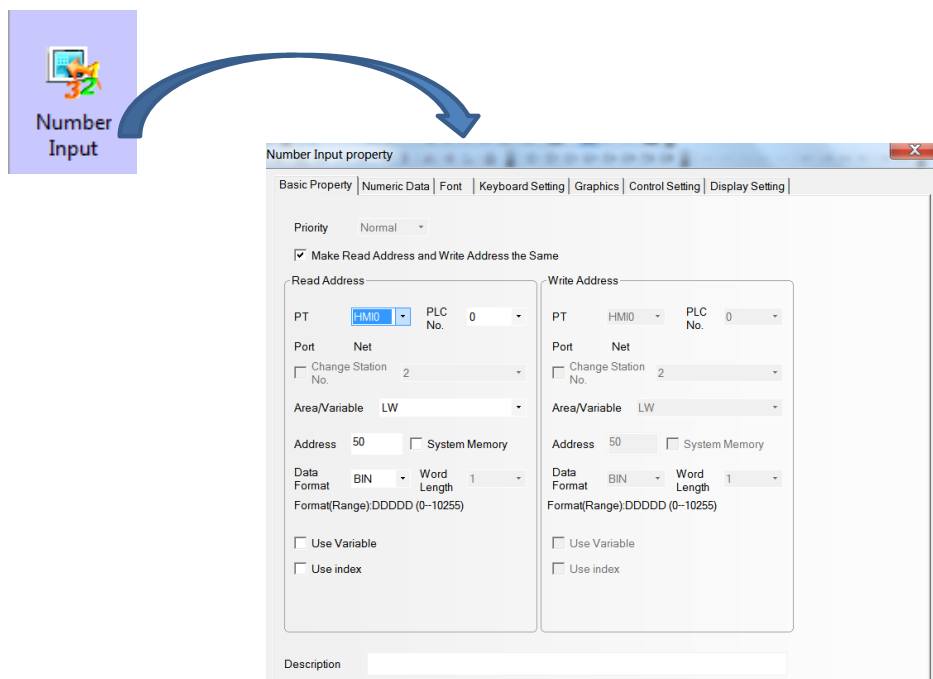 32
Number
Input
Number Input property
X
Basic Property Numeric Data Font Keyboard Setting Graphics Control Setting Display Setting
Priority Normal
Make Read Address and Write Address the Same
Read Address
PT HMI0 PLC No. 0
Port Net
Change Station No. 2
Area/Variable LW
Address 50 System Memory
Data Format BIN Word Length 1
Format(Range):DDDDD (0--10255)
Use Variable
Use index
Write Address
PT HMI0 PLC No. 0
Port Net
Change Station No. 2
Area/Variable LW
Address 50 System Memory
Data Format BIN Word Length 1
Format(Range):DDDDD (0--10255)
Use Variable
Use index
Description